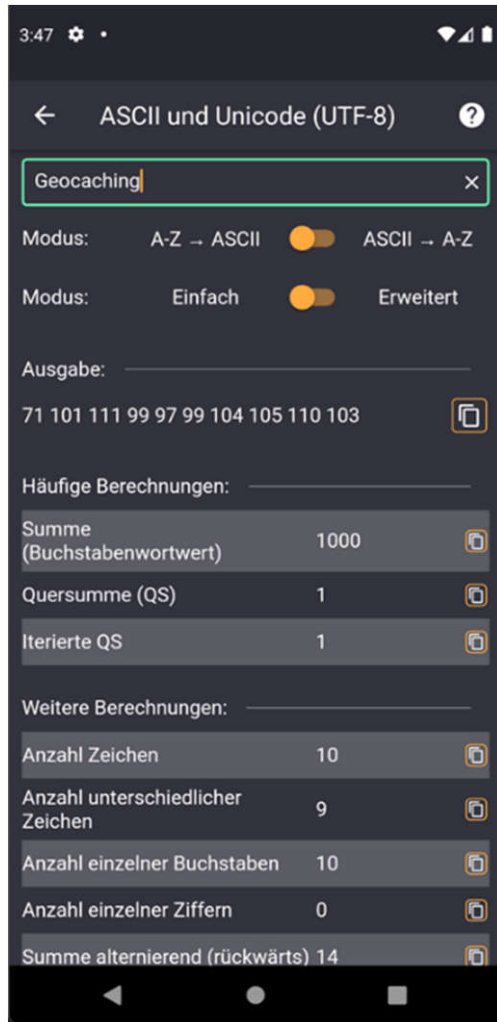 3:47
ASCII und Unicode (UTF-8)
Geocaching
Modus: A-Z → ASCII ASCII → A-Z
Modus: Einfach Erweitert
Ausgabe:
71 101 111 99 97 99 104 105 110 103
Häufige Berechnungen:
Summe
(Buchstabenwortwert) 1000
Quersumme (QS) 1
Iterierte QS 1
Weitere Berechnungen:
Anzahl Zeichen 10
Anzahl unterschiedlicher
Zeichen 9
Anzahl einzelner Buchstaben 10
Anzahl einzelner Ziffern 0
Summe alternierend (rückwärts) 14